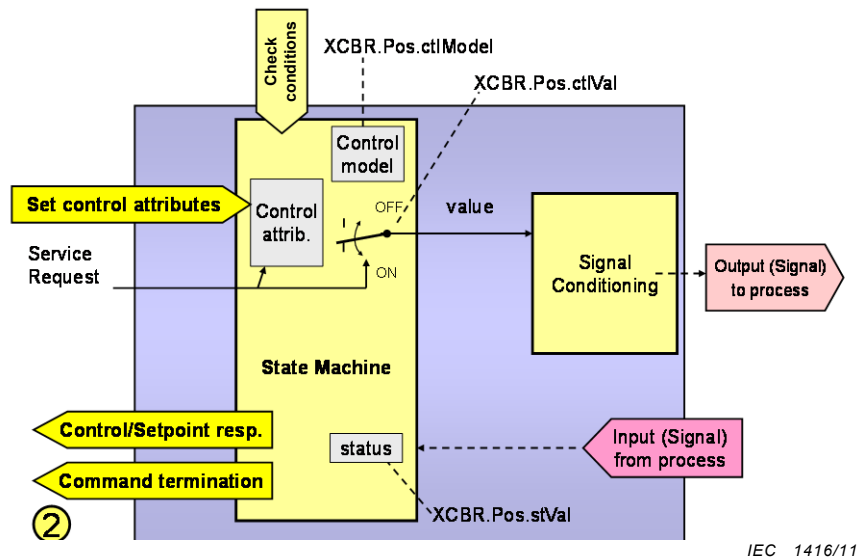 XCBR.Pos.ctlModel
Check
conditions
XCBR.Pos.ctlVal
Control
model
Set control attributes
Control
attrib.
OFF
value
Service
Request
ON
Signal
Conditioning
Output (Signal)
to process
State Machine
Control/Setpoint resp.
status
Input (Signal)
from process
Command termination
XCBR.Pos.stVal
2
IEC 1416/11